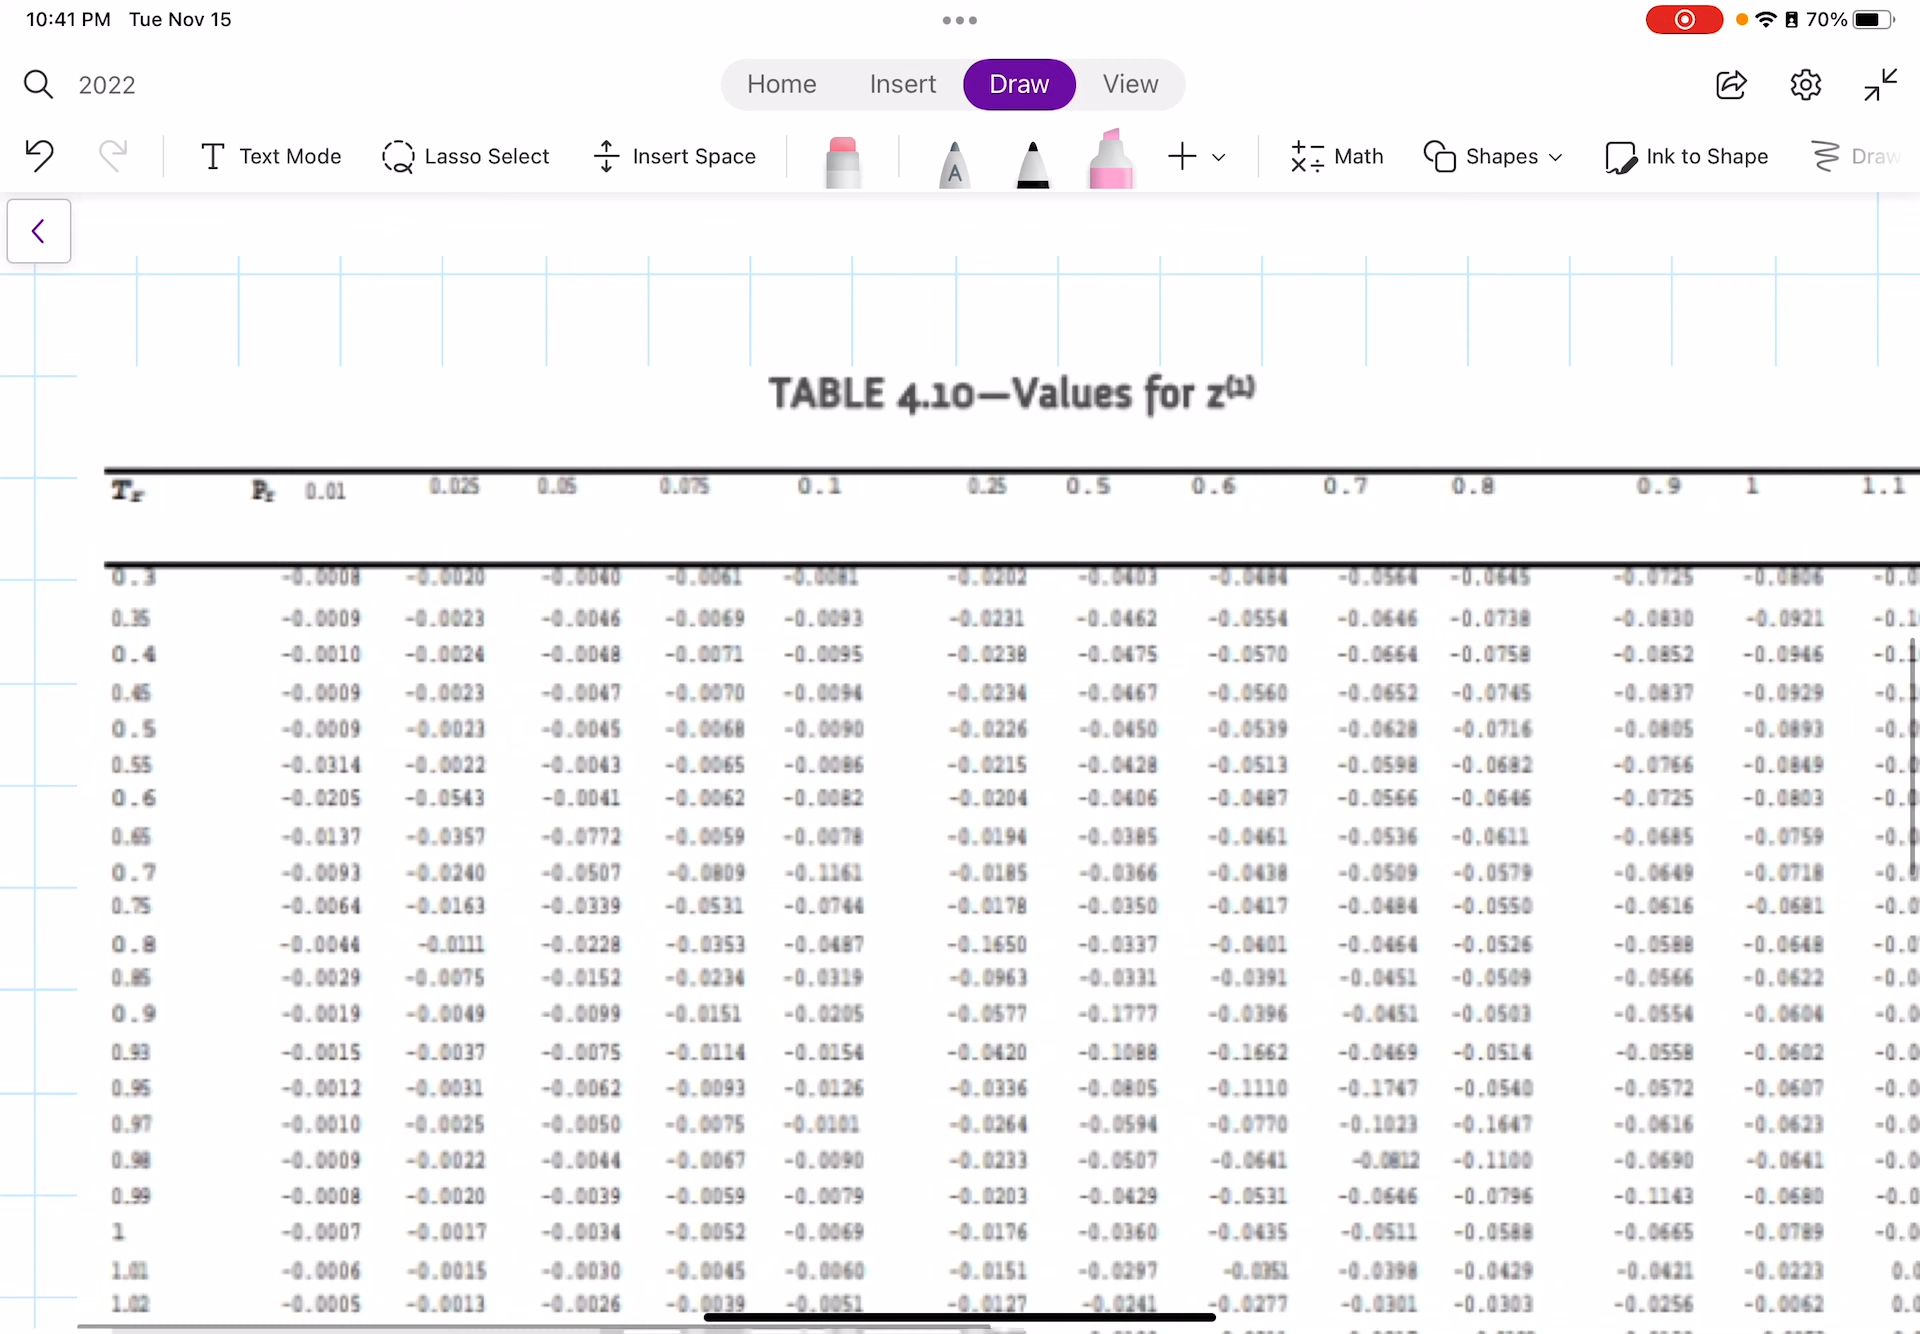 10:41 PM Tue Nov 15 70%
2022 Home Insert Draw View
Text Mode Lasso Select Insert Space A Math Shapes Ink to Shape Draw
TABLE 4.10—Values for z(1)
Tr Pr 0.01 0.025 0.05 0.075 0.1 0.25 0.5 0.6 0.7 0.8 0.9 1 1.1
0.3 -0.0008 -0.0020 -0.0040 -0.0061 -0.0081 -0.0202 -0.0403 -0.0484 -0.0564 -0.0645 -0.0725 -0.0806
0.35 -0.0009 -0.0023 -0.0046 -0.0069 -0.0093 -0.0231 -0.0462 -0.0554 -0.0646 -0.0738 -0.0830 -0.0921
0.4 -0.0010 -0.0024 -0.0048 -0.0071 -0.0095 -0.0238 -0.0475 -0.0570 -0.0664 -0.0758 -0.0852 -0.0946
0.45 -0.0009 -0.0023 -0.0047 -0.0070 -0.0094 -0.0234 -0.0467 -0.0560 -0.0652 -0.0745 -0.0837 -0.0929
0.5 -0.0009 -0.0023 -0.0045 -0.0068 -0.0090 -0.0226 -0.0450 -0.0539 -0.0628 -0.0716 -0.0805 -0.0893
0.55 -0.0314 -0.0022 -0.0043 -0.0065 -0.0086 -0.0215 -0.0428 -0.0513 -0.0598 -0.0682 -0.0766 -0.0849
0.6 -0.0205 -0.0543 -0.0041 -0.0062 -0.0082 -0.0204 -0.0406 -0.0487 -0.0566 -0.0646 -0.0725 -0.0803
0.65 -0.0137 -0.0357 -0.0772 -0.0059 -0.0078 -0.0194 -0.0385 -0.0461 -0.0536 -0.0611 -0.0685 -0.0759
0.7 -0.0093 -0.0240 -0.0507 -0.0809 -0.1161 -0.0185 -0.0366 -0.0438 -0.0509 -0.0579 -0.0649 -0.0718
0.75 -0.0064 -0.0163 -0.0339 -0.0531 -0.0744 -0.0178 -0.0350 -0.0417 -0.0484 -0.0550 -0.0616 -0.0681
0.8 -0.0044 -0.0111 -0.0228 -0.0353 -0.0487 -0.1650 -0.0337 -0.0401 -0.0464 -0.0526 -0.0588 -0.0648
0.85 -0.0029 -0.0075 -0.0152 -0.0234 -0.0319 -0.0963 -0.0331 -0.0391 -0.0451 -0.0509 -0.0566 -0.0622
0.9 -0.0019 -0.0049 -0.0099 -0.0151 -0.0205 -0.0577 -0.1777 -0.0396 -0.0451 -0.0503 -0.0554 -0.0604
0.93 -0.0015 -0.0037 -0.0075 -0.0114 -0.0154 -0.0420 -0.1088 -0.1662 -0.0469 -0.0514 -0.0558 -0.0602
0.95 -0.0012 -0.0031 -0.0062 -0.0093 -0.0126 -0.0336 -0.0805 -0.1110 -0.1747 -0.0540 -0.0572 -0.0607
0.97 -0.0010 -0.0025 -0.0050 -0.0075 -0.0101 -0.0264 -0.0594 -0.0770 -0.1023 -0.1647 -0.0616 -0.0623
0.98 -0.0009 -0.0022 -0.0044 -0.0067 -0.0090 -0.0233 -0.0507 -0.0641 -0.0812 -0.1100 -0.0690 -0.0641
0.99 -0.0008 -0.0020 -0.0039 -0.0059 -0.0079 -0.0203 -0.0429 -0.0531 -0.0646 -0.0796 -0.1143 -0.0680
1 -0.0007 -0.0017 -0.0034 -0.0052 -0.0069 -0.0176 -0.0360 -0.0435 -0.0511 -0.0588 -0.0665 -0.0789
1.01 -0.0006 -0.0015 -0.0030 -0.0045 -0.0060 -0.0151 -0.0297 -0.0351 -0.0398 -0.0429 -0.0421 -0.0223
1.02 -0.0005 -0.0013 -0.0026 -0.0039 -0.0051 -0.0127 -0.0241 -0.0277 -0.0301 -0.0303 -0.0256 -0.0062